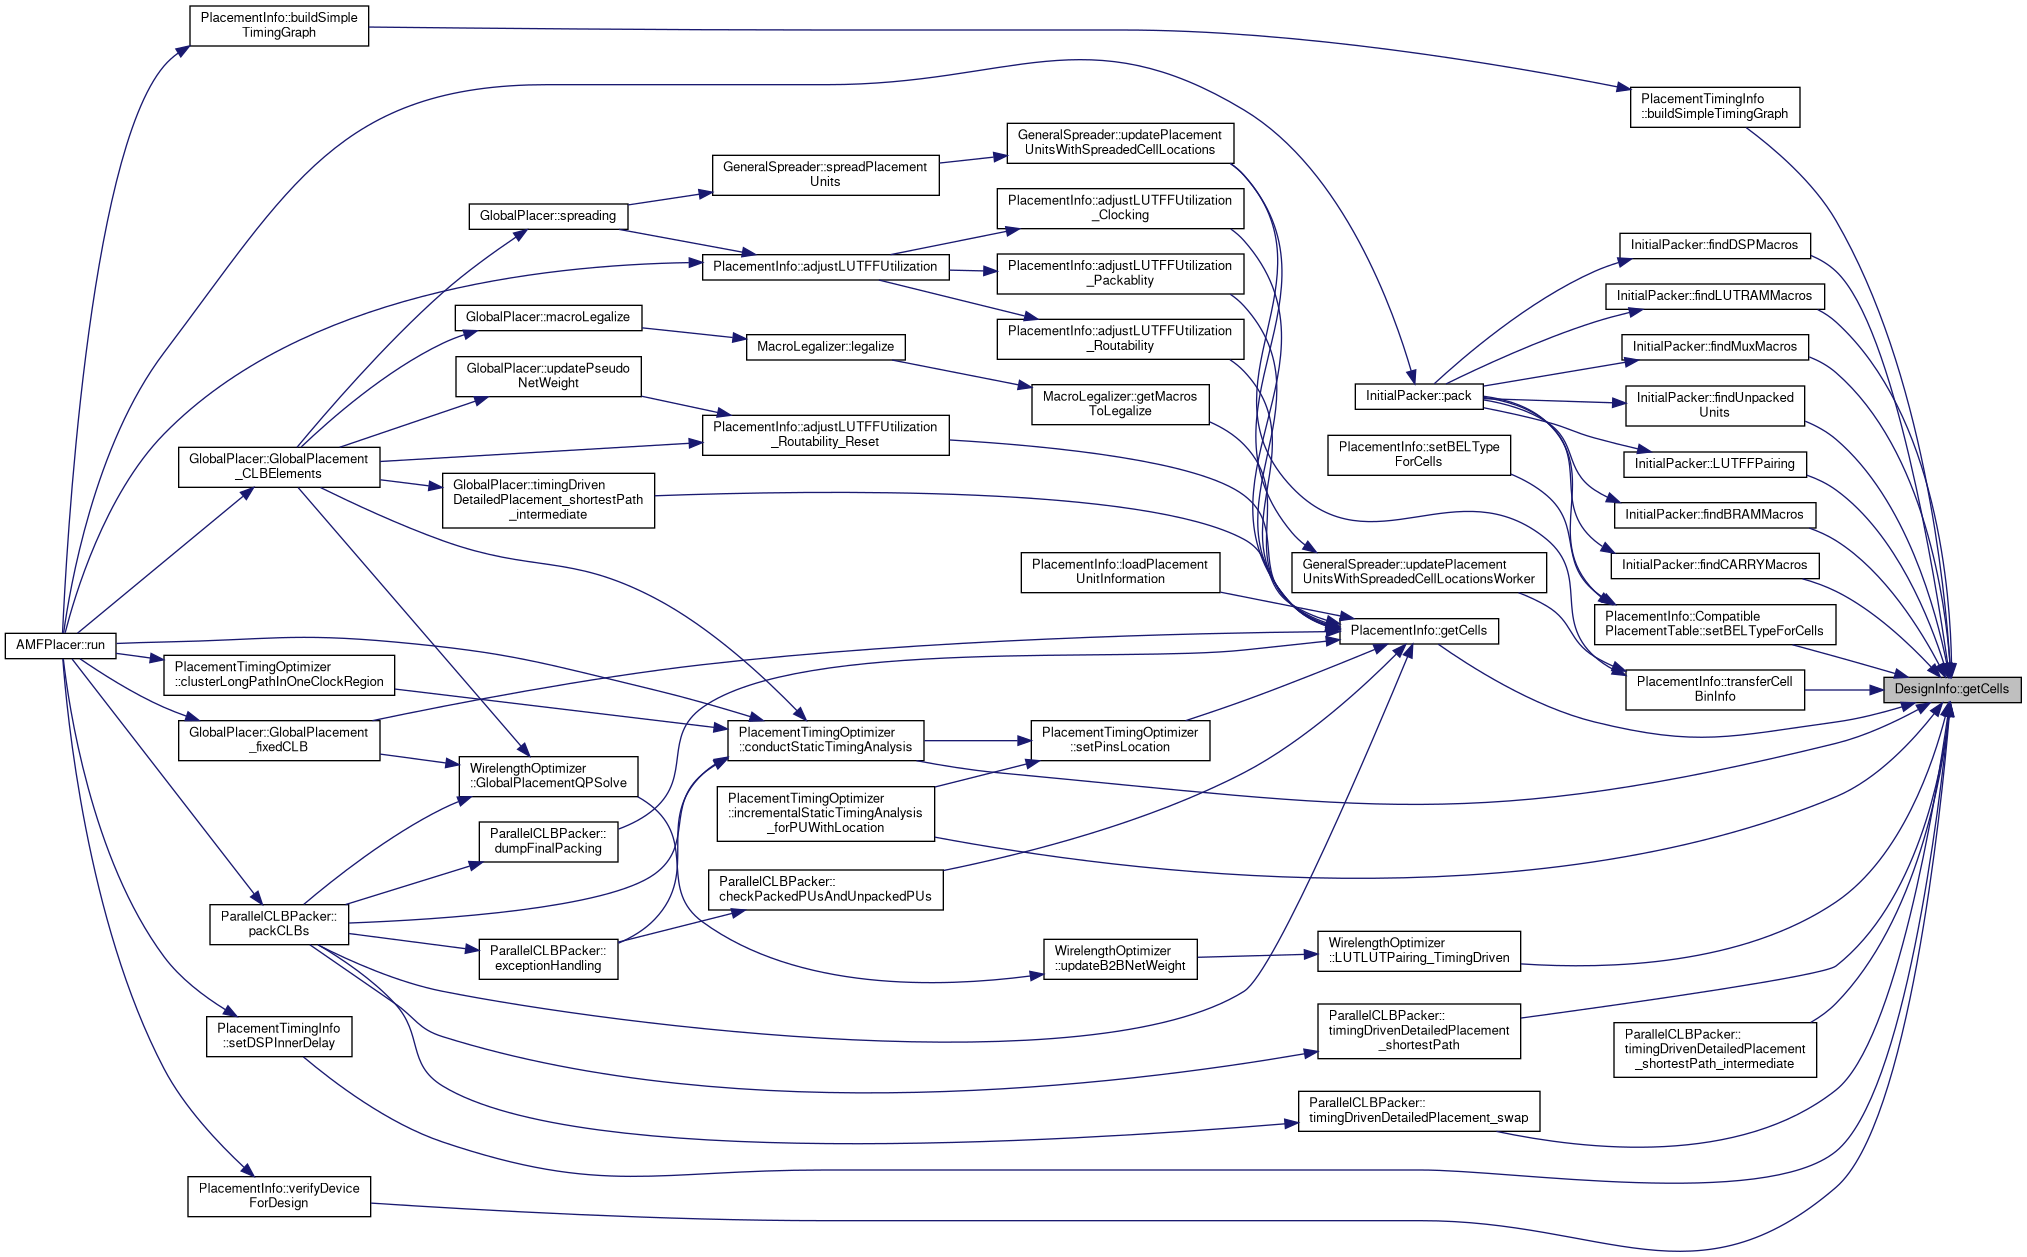 PlacementInfo::buildSimple
TimingGraph
PlacementTimingInfo
::buildSimpleTimingGraph
GeneralSpreader::updatePlacement
UnitsWithSpreadedCellLocations
GeneralSpreader::spreadPlacement
Units
PlacementInfo::adjustLUTFFUtilization
_Clocking
GlobalPlacer::spreading
InitialPacker::findDSPMacros
PlacementInfo::adjustLUTFFUtilization
PlacementInfo::adjustLUTFFUtilization
_Packablity
InitialPacker::findLUTRAMMacros
GlobalPlacer::macroLegalize
PlacementInfo::adjustLUTFFUtilization
_Routability
MacroLegalizer::legalize
InitialPacker::findMuxMacros
GlobalPlacer::updatePseudo
NetWeight
MacroLegalizer::getMacros
ToLegalize
InitialPacker::pack
InitialPacker::findUnpacked
Units
PlacementInfo::adjustLUTFFUtilization
_Routability_Reset
PlacementInfo::setBELType
ForCells
GlobalPlacer::GlobalPlacement
_CLBElements
InitialPacker::LUTFFPairing
GlobalPlacer::timingDriven
DetailedPlacement_shortestPath
_intermediate
InitialPacker::findBRAMMacros
PlacementInfo::loadPlacement
UnitInformation
GeneralSpreader::updatePlacement
UnitsWithSpreadedCellLocationsWorker
InitialPacker::findCARRYMacros
AMFPlacer::run
PlacementInfo::getCells
PlacementInfo::Compatible
PlacementTable::setBELTypeForCells
PlacementTimingOptimizer
::clusterLongPathInOneClockRegion
PlacementInfo::transferCell
BinInfo
DesignInfo::getCells
GlobalPlacer::GlobalPlacement
_fixedCLB
PlacementTimingOptimizer
::conductStaticTimingAnalysis
PlacementTimingOptimizer
::setPinsLocation
WirelengthOptimizer
::GlobalPlacementQPSolve
PlacementTimingOptimizer
::incrementalStaticTimingAnalysis
_forPUWithLocation
ParallelCLBPacker::
dumpFinalPacking
ParallelCLBPacker::
checkPackedPUsAndUnpackedPUs
ParallelCLBPacker::
packCLBs
ParallelCLBPacker::
exceptionHandling
WirelengthOptimizer
::updateB2BNetWeight
WirelengthOptimizer
::LUTLUTPairing_TimingDriven
PlacementTimingInfo
::setDSPInnerDelay
ParallelCLBPacker::
timingDrivenDetailedPlacement
_shortestPath
ParallelCLBPacker::
timingDrivenDetailedPlacement
_shortestPath_intermediate
ParallelCLBPacker::
timingDrivenDetailedPlacement_swap
PlacementInfo::verifyDevice
ForDesign